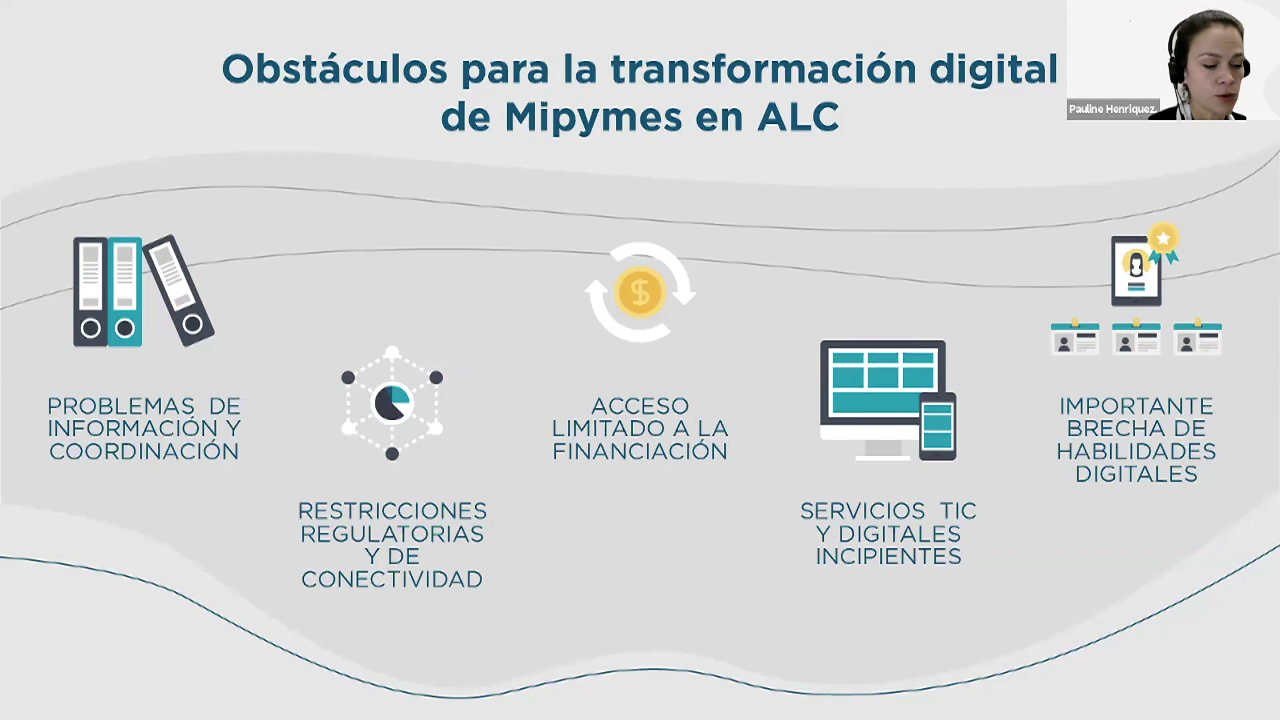 Obstáculos para la transformación digital
de Mipymes en ALC
Pauline Henriquez
PROBLEMAS DE
INFORMACIÓN Y
COORDINACIÓN
RESTRICCIONES
REGULATORIAS
Y DE
CONECTIVIDAD
ACCESO
LIMITADO A LA
FINANCIACIÓN
$
SERVICIOS TIC
Y DIGITALES
INCIPIENTES
IMPORTANTE
BRECHA DE
HABILIDADES
DIGITALES